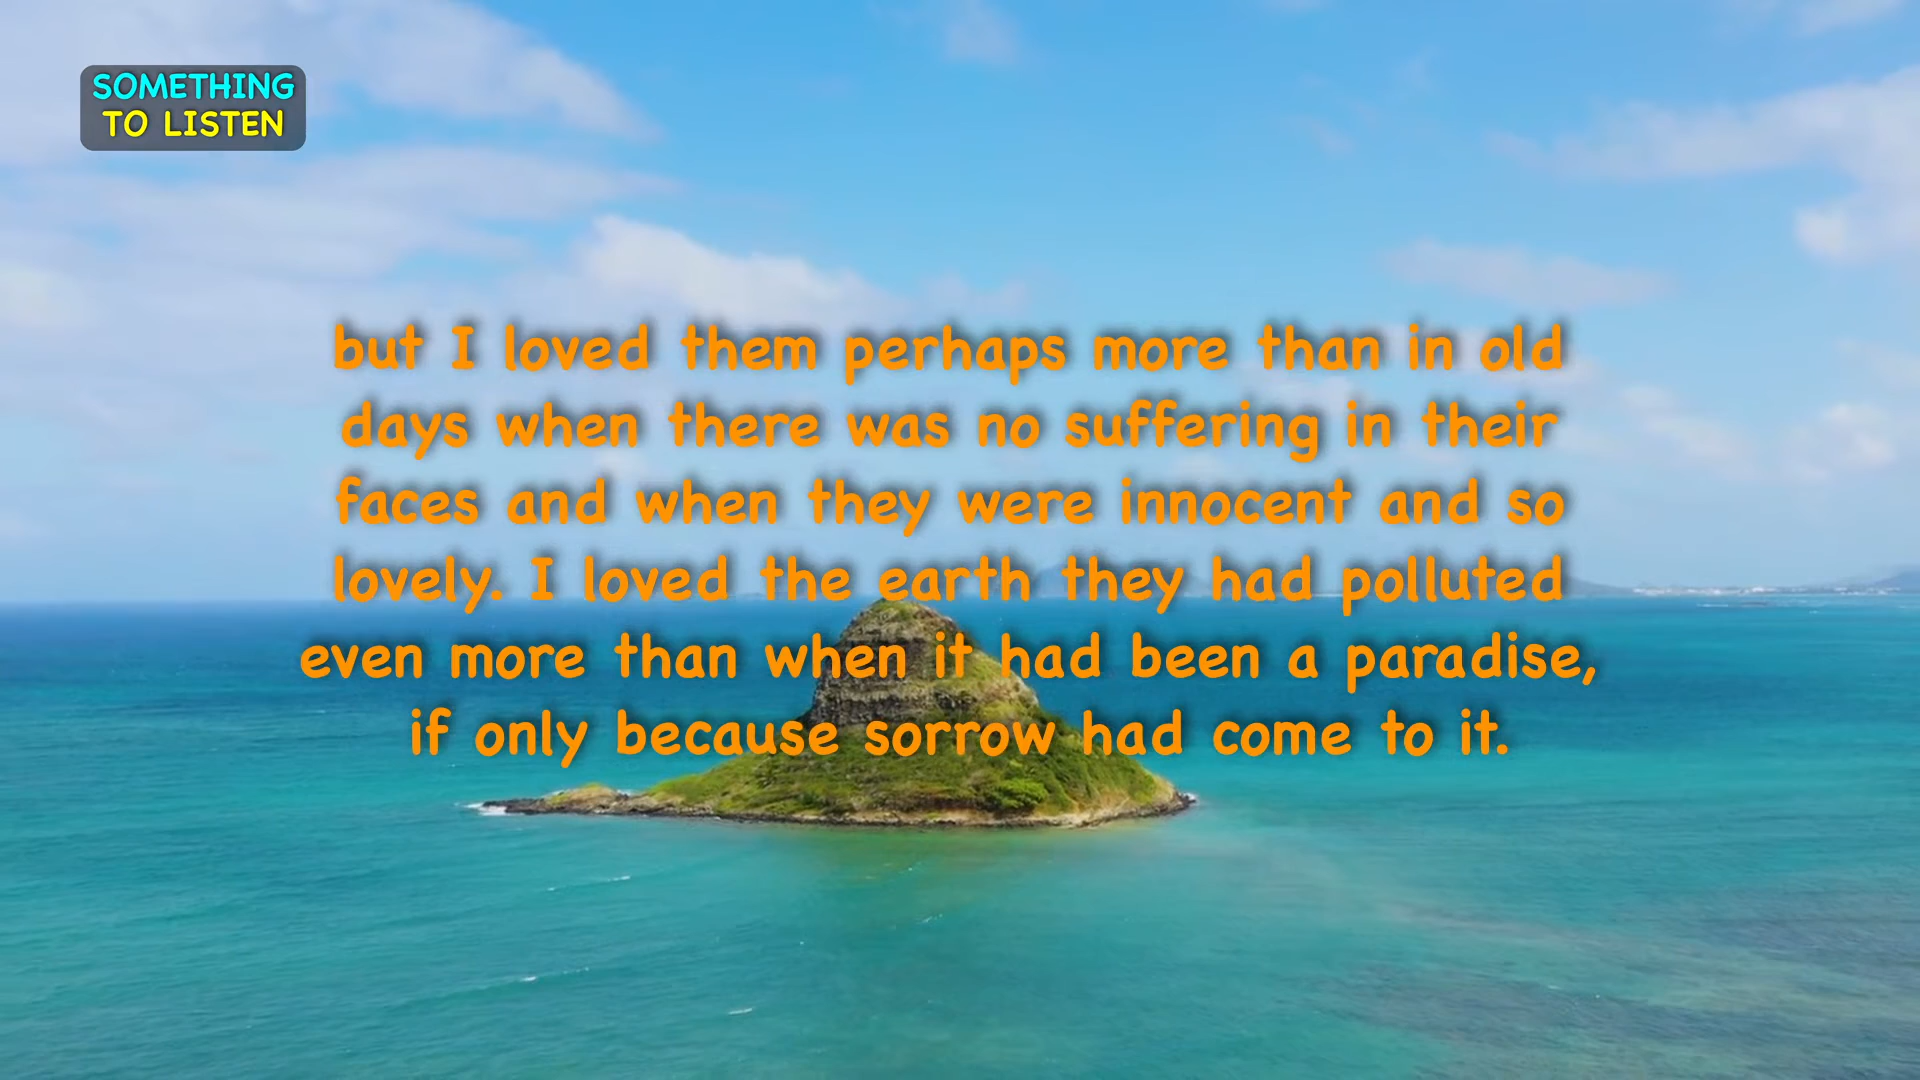 SOMETHING
TO LISTEN
but I loved them perhaps more than in old
days when there was no suffering in their
faces and when they were innocent and so
lovely. I loved the earth they had polluted
even more than when it had been a paradise,
if only because sorrow had come to it.